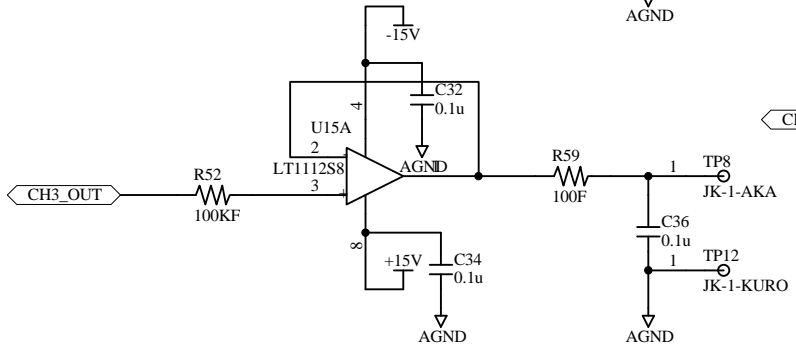 AGND
-15V
C32
0.1u
4
U15A
2
LT1112S8
3
1
AGND
R52
100KF
CH3_OUT
R59
100F
1
TP8
JK-1-AKA
C36
0.1u
8
+15V
C34
0.1u
1
TP12
JK-1-KURO
AGND
AGND